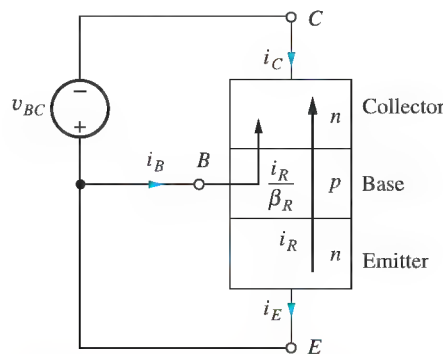 C
i_C
−
v_BC
n
Collector
+
i_B
B
i_R
β_R
p
Base
i_R
n
Emitter
i_E
E